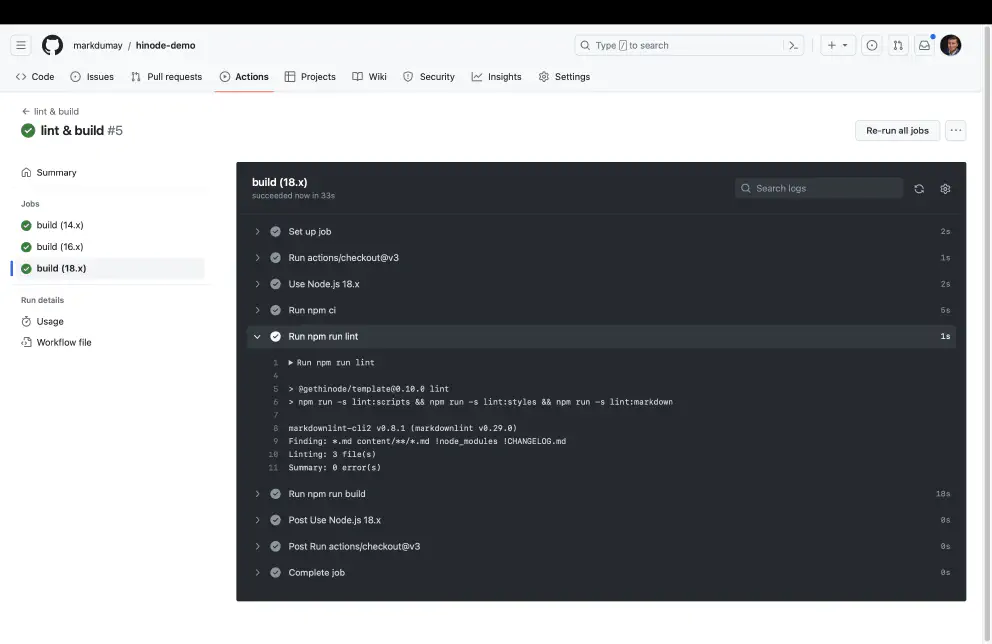 markdumay / hinode-demo
Type / to search
Code
Issues
Pull requests
Actions
Projects
Wiki
Security
Insights
Settings
← lint & build
lint & build #5
Re-run all jobs
Summary
Jobs
build (14.x)
build (16.x)
build (18.x)
Run details
Usage
Workflow file
build (18.x)
succeeded now in 33s
Search logs
Set up job 2s
Run actions/checkout@v3 1s
Use Node.js 18.x 2s
Run npm ci 6s
Run npm run lint 1s
1 ▶ Run npm run lint
4
5 > @gethinode/template@0.10.0 lint
6 > npm run -s lint:scripts && npm run -s lint:styles && npm run -s lint:markdown
7
8 markdownlint-cli2 v0.8.1 (markdownlint v0.29.0)
9 Finding: *.md content/**/*.md !node_modules !CHANGELOG.md
10 Linting: 3 file(s)
11 Summary: 0 error(s)
Run npm run build 18s
Post Use Node.js 18.x 0s
Post Run actions/checkout@v3 0s
Complete job 0s